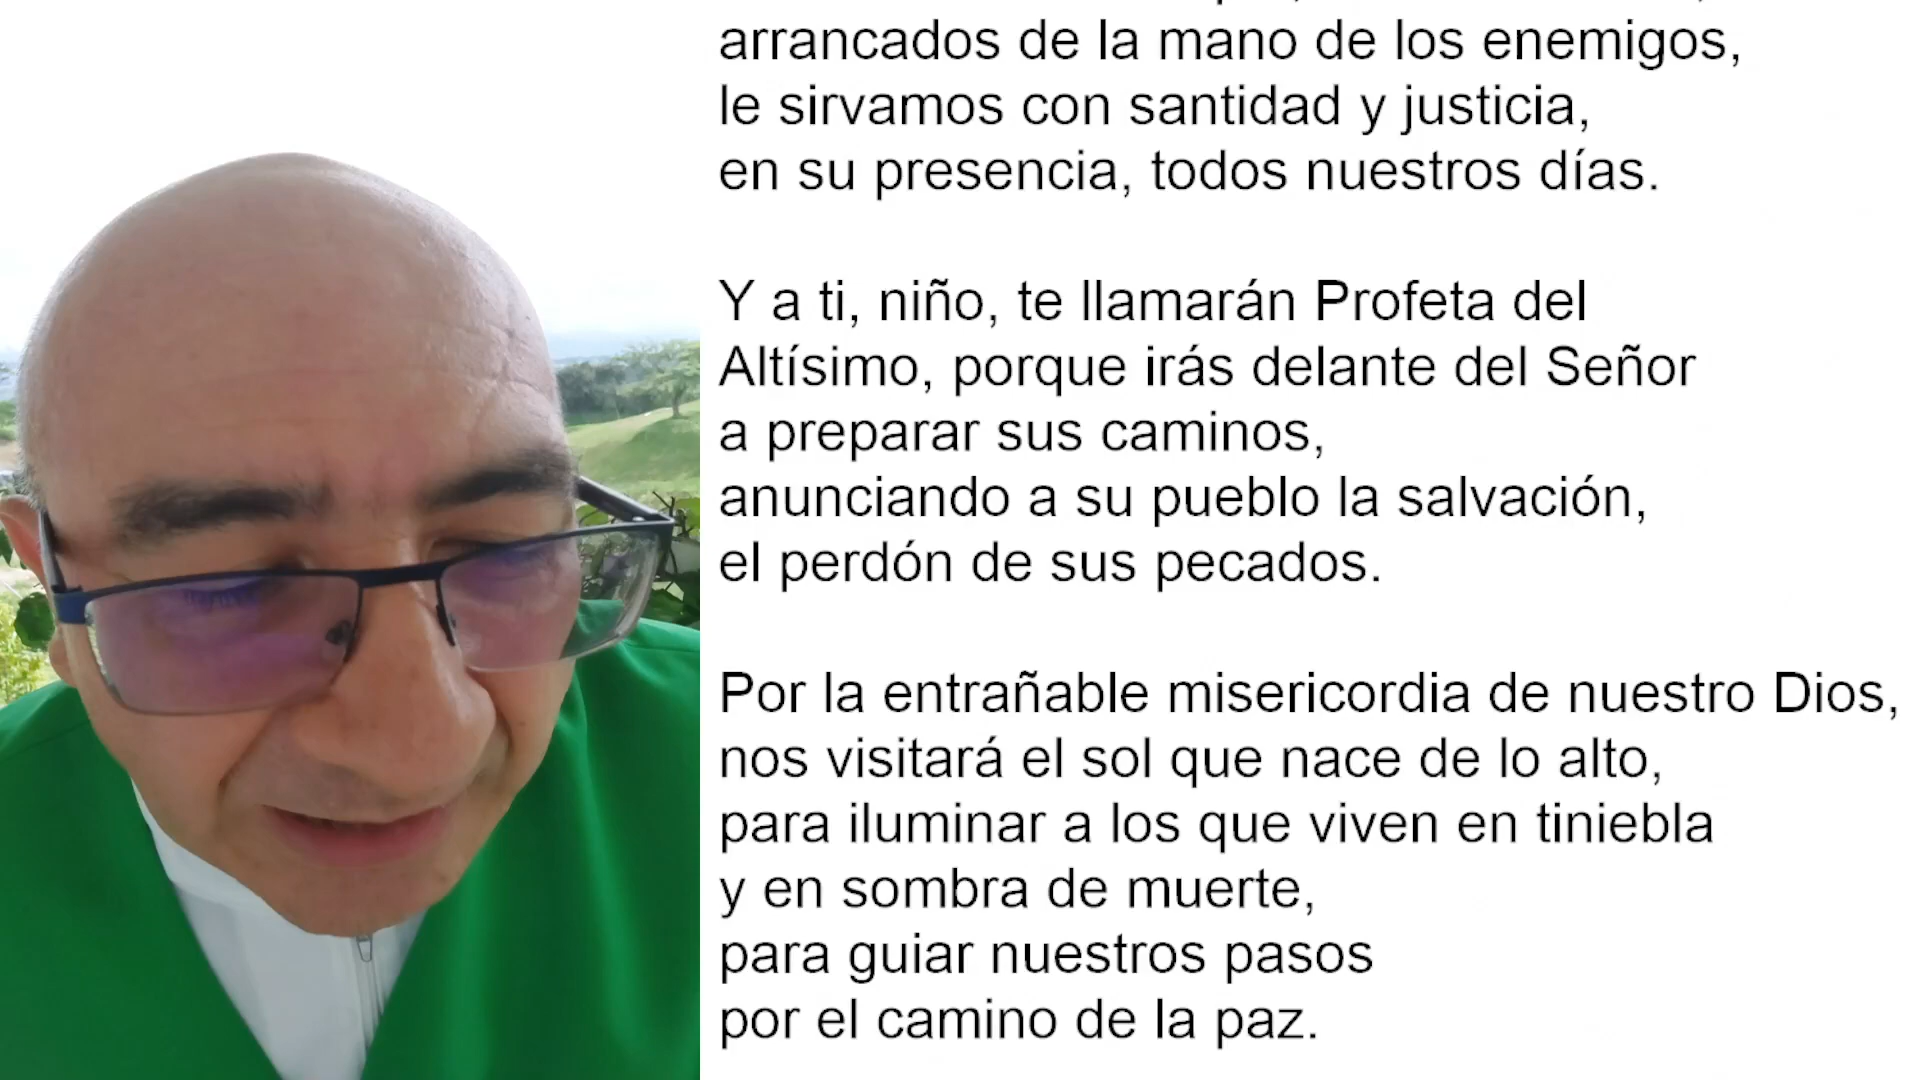 arrancados de la mano de los enemigos,
le sirvamos con santidad y justicia,
en su presencia, todos nuestros días.
Y a ti, niño, te llamarán Profeta del
Altísimo, porque irás delante del Señor
a preparar sus caminos,
anunciando a su pueblo la salvación,
el perdón de sus pecados.
Por la entrañable misericordia de nuestro Dios,
nos visitará el sol que nace de lo alto,
para iluminar a los que viven en tiniebla
y en sombra de muerte,
para guiar nuestros pasos
por el camino de la paz.